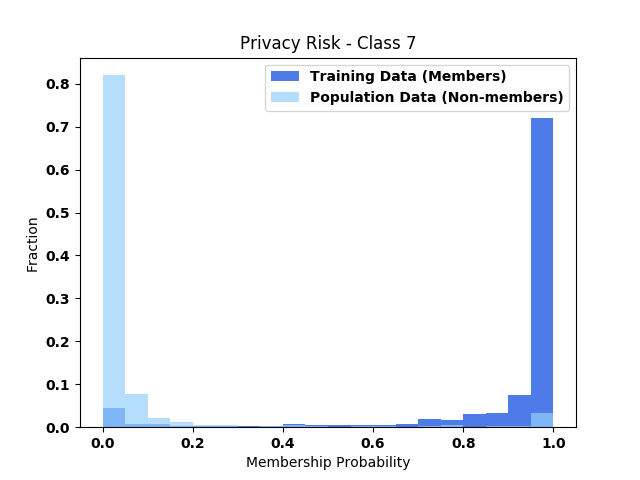 Privacy Risk - Class 7
Training Data (Members)
Population Data (Non-members)
Fraction
0.8
0.7
0.6
0.5
0.4
0.3
0.2
0.1
0.0
0.0 0.2 0.4 0.6 0.8 1.0
Membership Probability